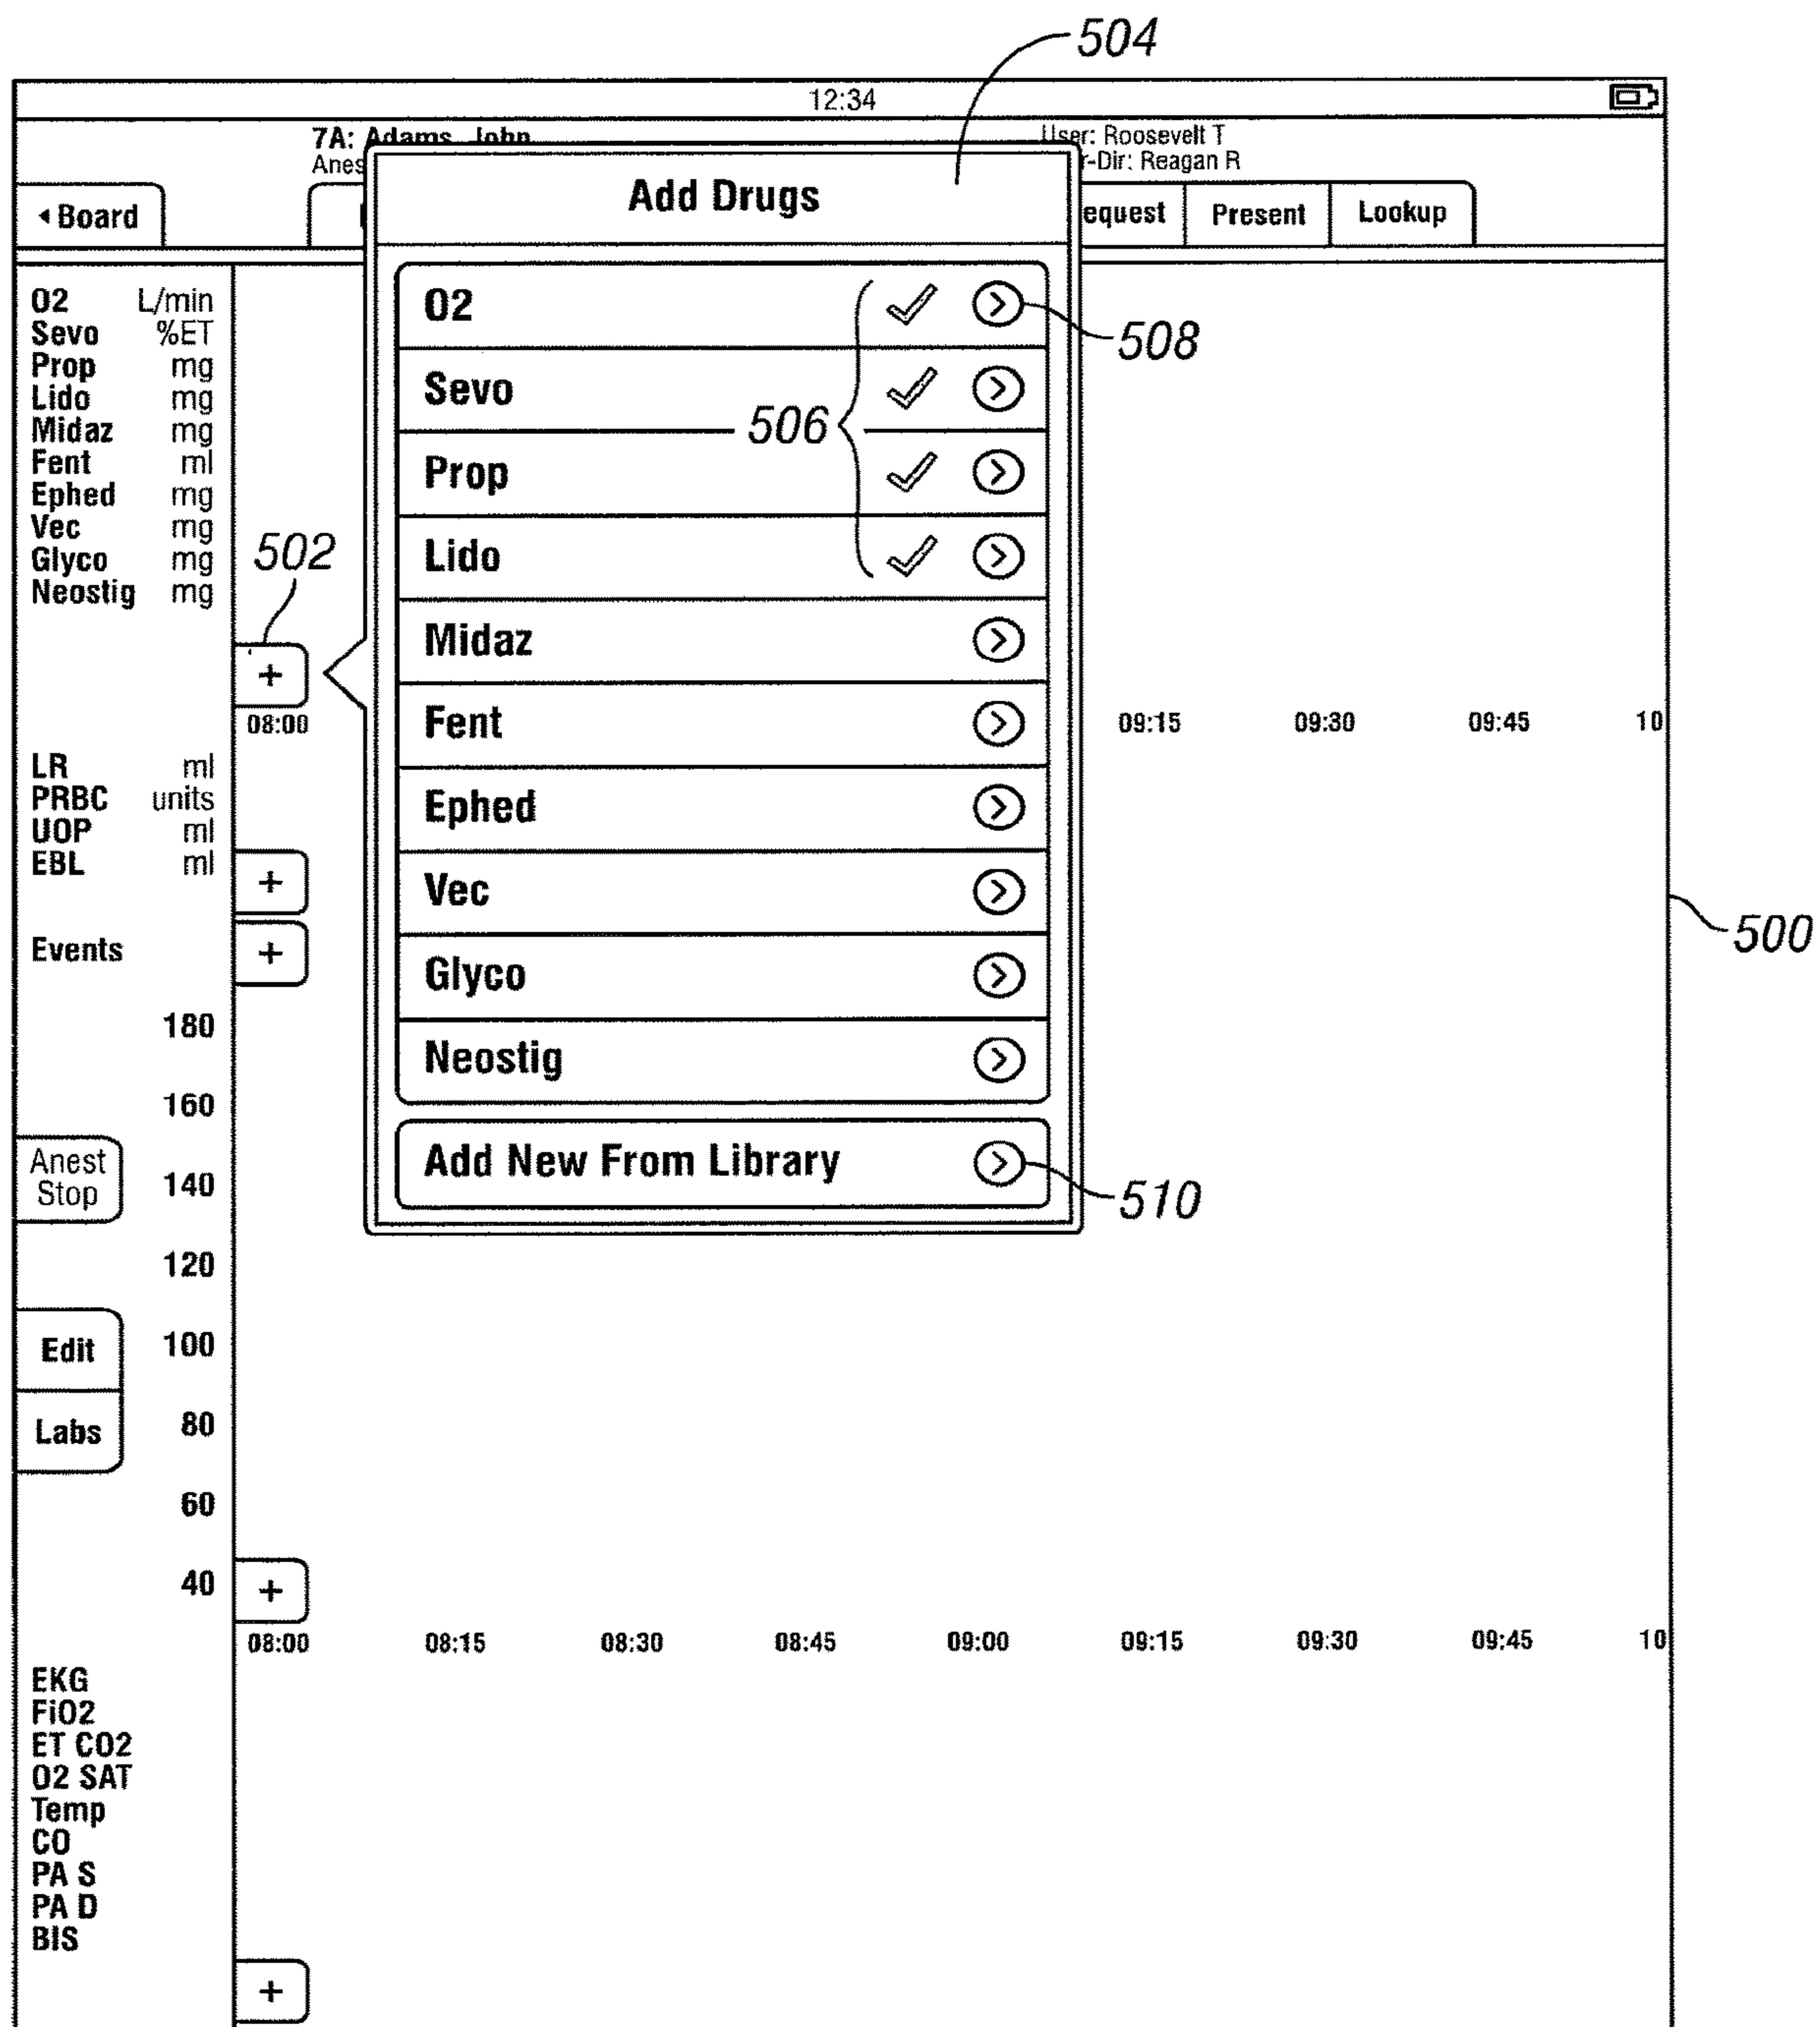 504
12:34
7A: Adams, John
User: Roosevelt T
Anes
r-Dir: Reagan R
Add Drugs
Board
equest Present Lookup
O2 L/min
Sevo %ET
Prop mg
Lido mg
Midaz mg
Fent ml
Ephed mg
Vec mg
Glyco mg
Neostig mg
502
+
O2
508
Sevo
506
Prop
Lido
Midaz
Fent
Ephed
Vec
Glyco
Neostig
Add New From Library
510
08:00 09:15 09:30 09:45 10
LR ml
PRBC units
UOP ml
EBL ml
+
Events +
500
180
160
Anest
Stop
140
120
Edit
100
Labs
80
60
40
+
08:00 08:15 08:30 08:45 09:00 09:15 09:30 09:45 10
EKG
FiO2
ET CO2
O2 SAT
Temp
CO
PA S
PA D
BIS
+